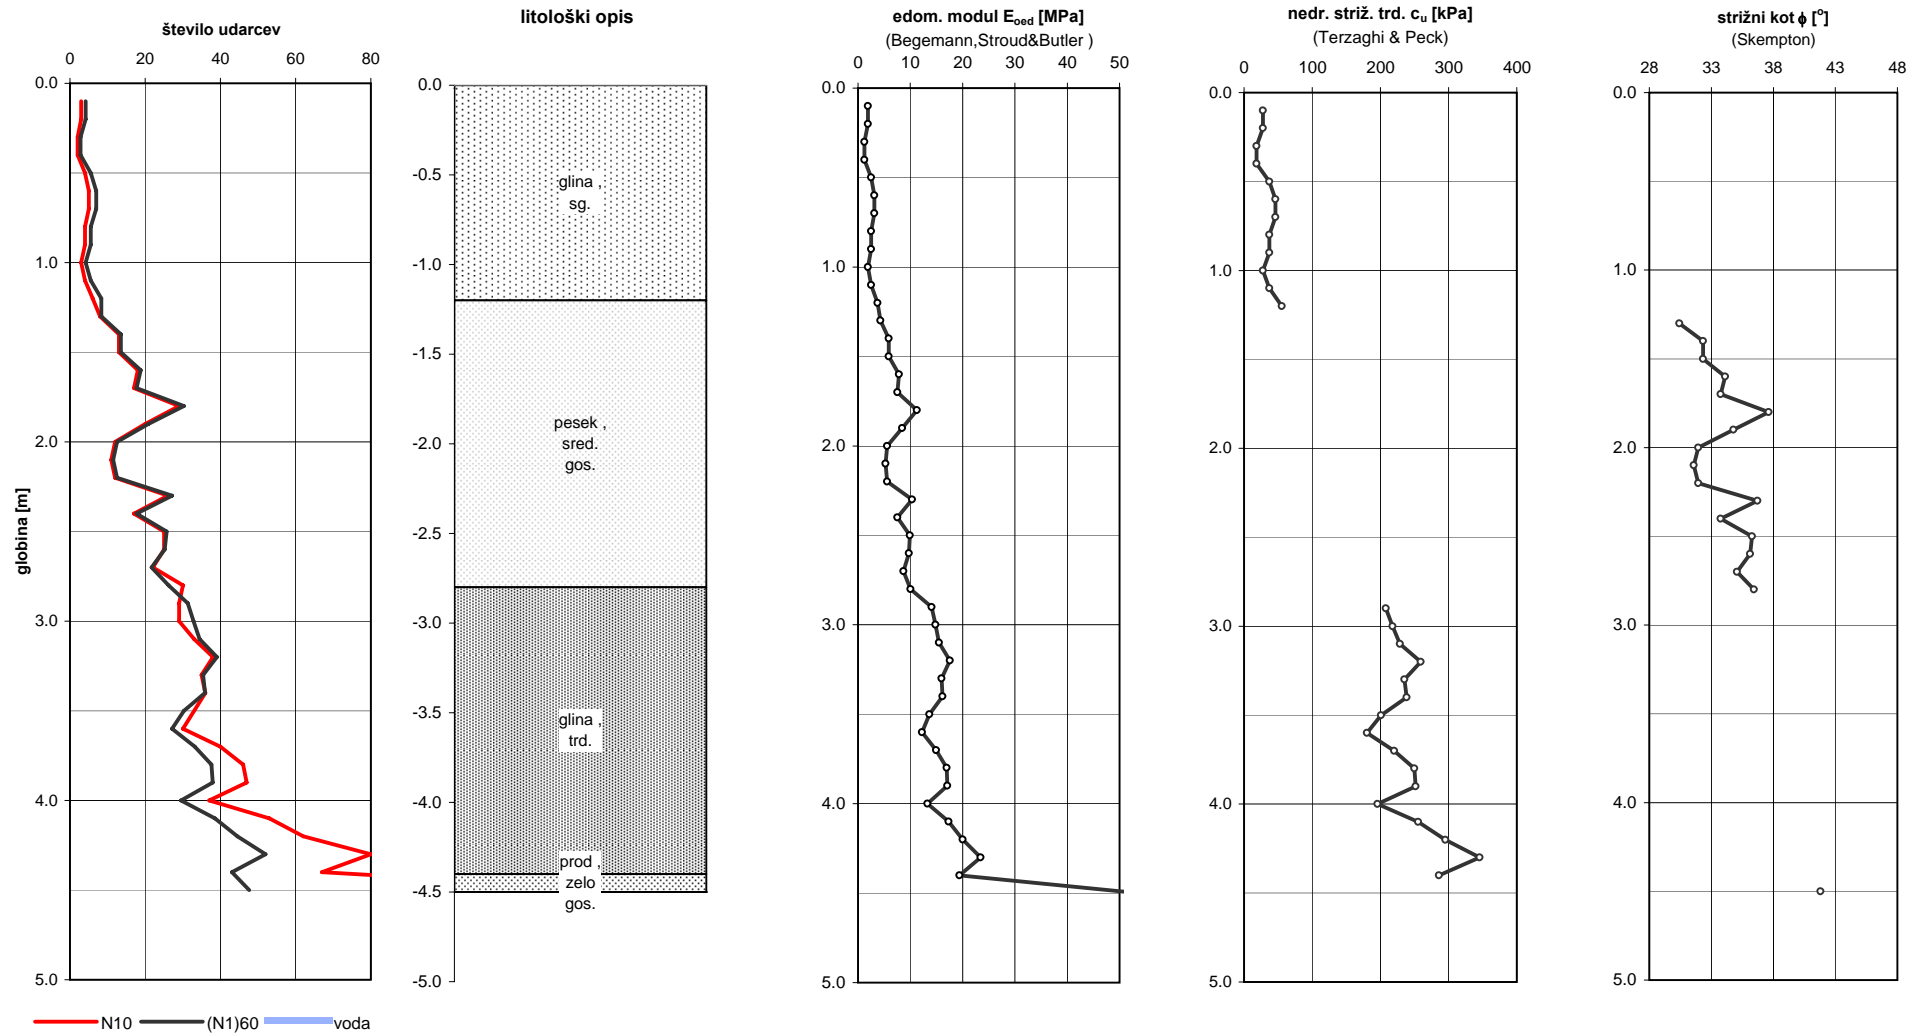 število udarcev
0 20 40 60 80
0.0
1.0
2.0
3.0
4.0
5.0
globina [m]
N10 (N1)60 voda
litološki opis
0.0
-0.5
-1.0
-1.5
-2.0
-2.5
-3.0
-3.5
-4.0
-4.5
-5.0
glina ,
sg.
pesek ,
sred.
gos.
glina ,
trd.
prod ,
zelo
gos.
edom. modul Eoed [MPa]
(Begemann,Stroud&Butler )
0 10 20 30 40 50
0.0
1.0
2.0
3.0
4.0
5.0
nedr. striž. trd. cu [kPa]
(Terzaghi & Peck)
0 100 200 300 400
0.0
1.0
2.0
3.0
4.0
5.0
strižni kot ϕ [°]
(Skempton)
28 33 38 43 48
0.0
1.0
2.0
3.0
4.0
5.0